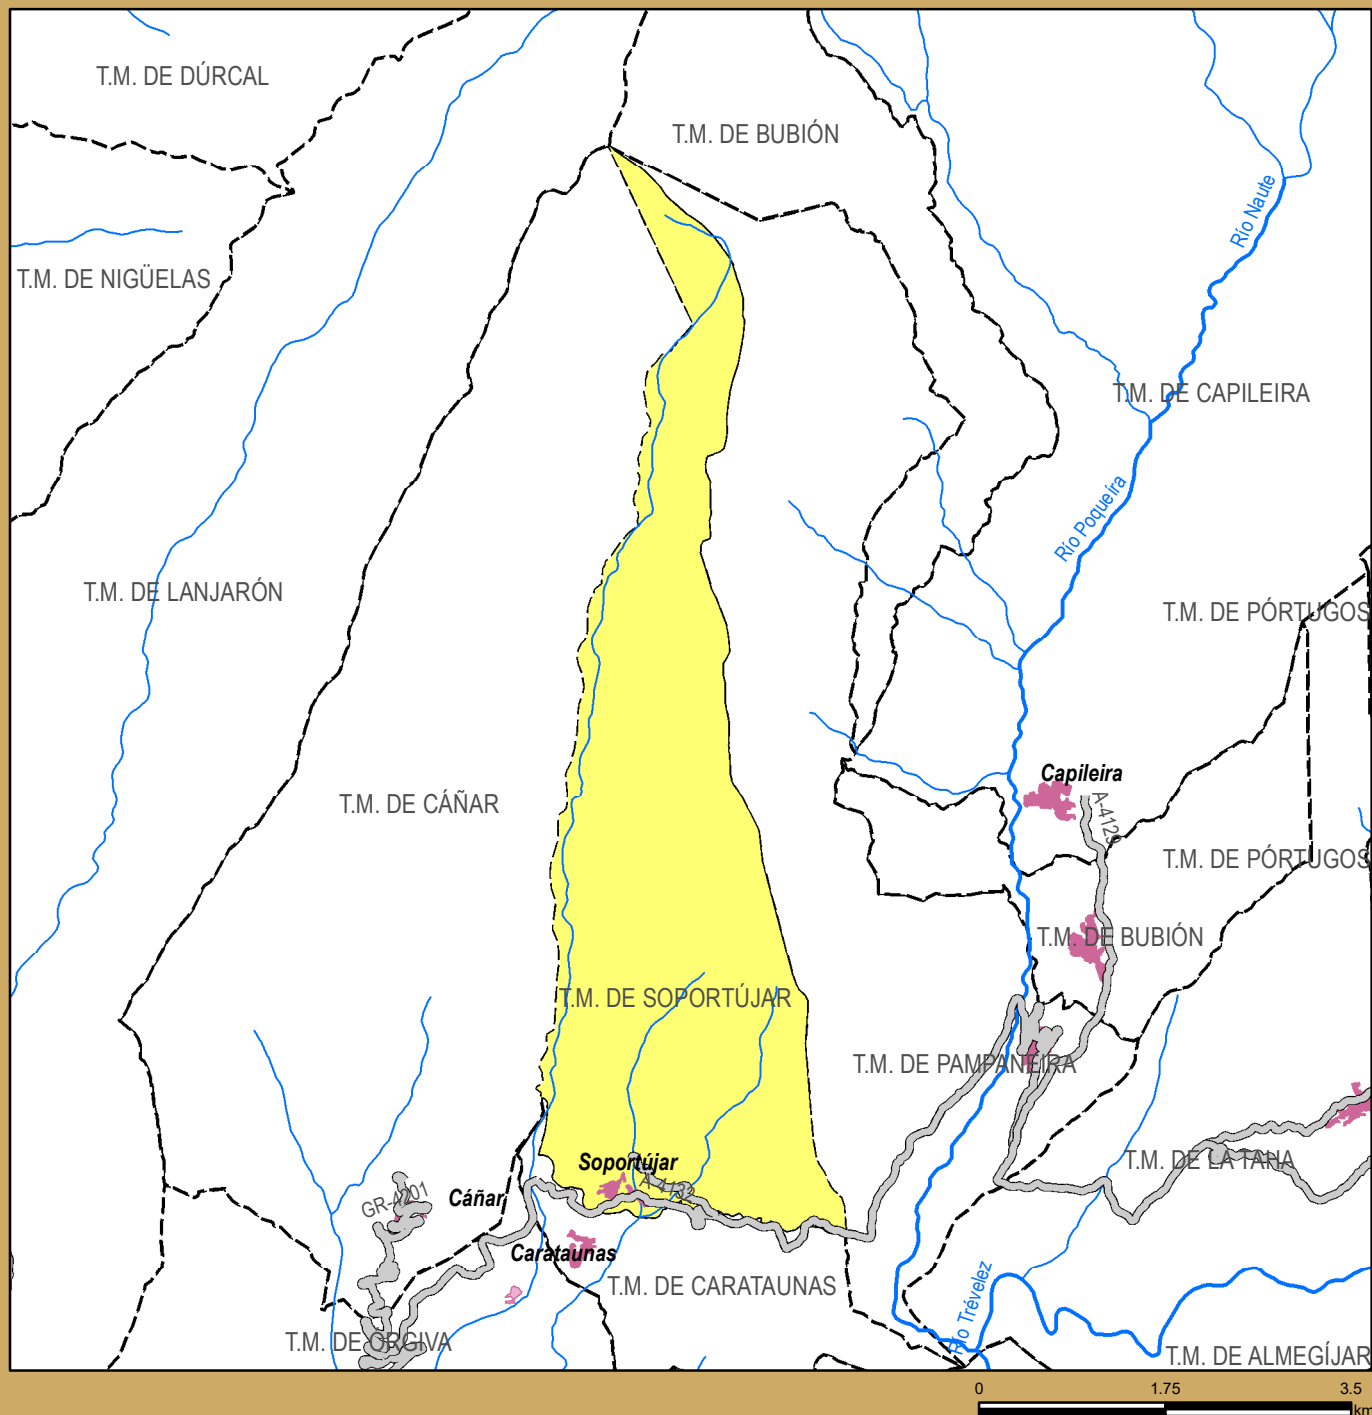 T.M. DE DÚRCAL
T.M. DE BUBIÓN
Río Naute
T.M. DE NIGÜELAS
T.M. DE CAPILEIRA
Río Poqueira
T.M. DE LANJARÓN
T.M. DE PÓRTUGOS
Capileira
A-4129
T.M. DE CÁÑAR
T.M. DE PÓRTUGOS
T.M. DE BUBIÓN
T.M. DE SOPORTÚJAR
T.M. DE PAMPANEIRA
Soportújar
T.M. DE LA TAHA
A-4132
GR-4201
Cáñar
Carataunas
T.M. DE CARATAUNAS
Río Trévelez
T.M. DE ÓRGIVA
T.M. DE ALMEGÍJAR
0 1.75 3.5
km